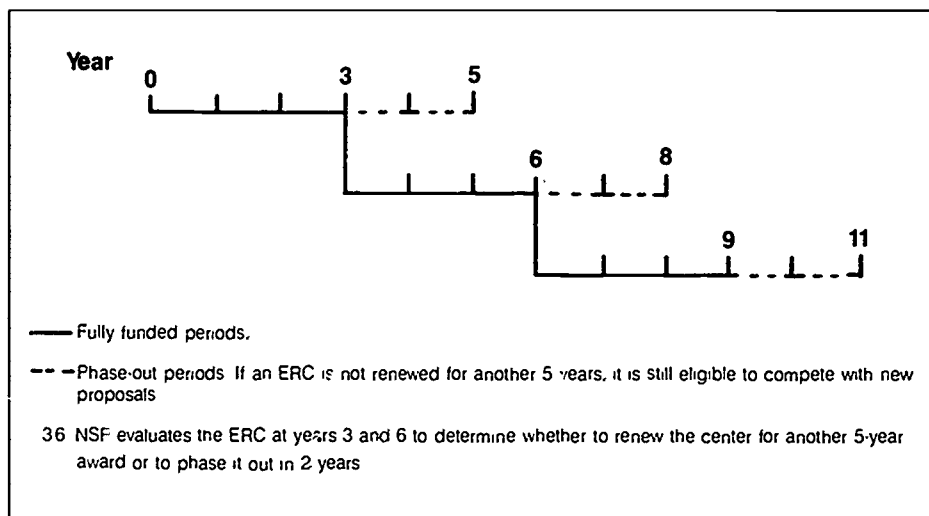 Year
0 3 5
6 8
9 11
Fully funded periods.
Phase-out periods If an ERC is not renewed for another 5 years, it is still eligible to compete with new
proposals
36 NSF evaluates the ERC at years 3 and 6 to determine whether to renew the center for another 5-year
award or to phase it out in 2 years